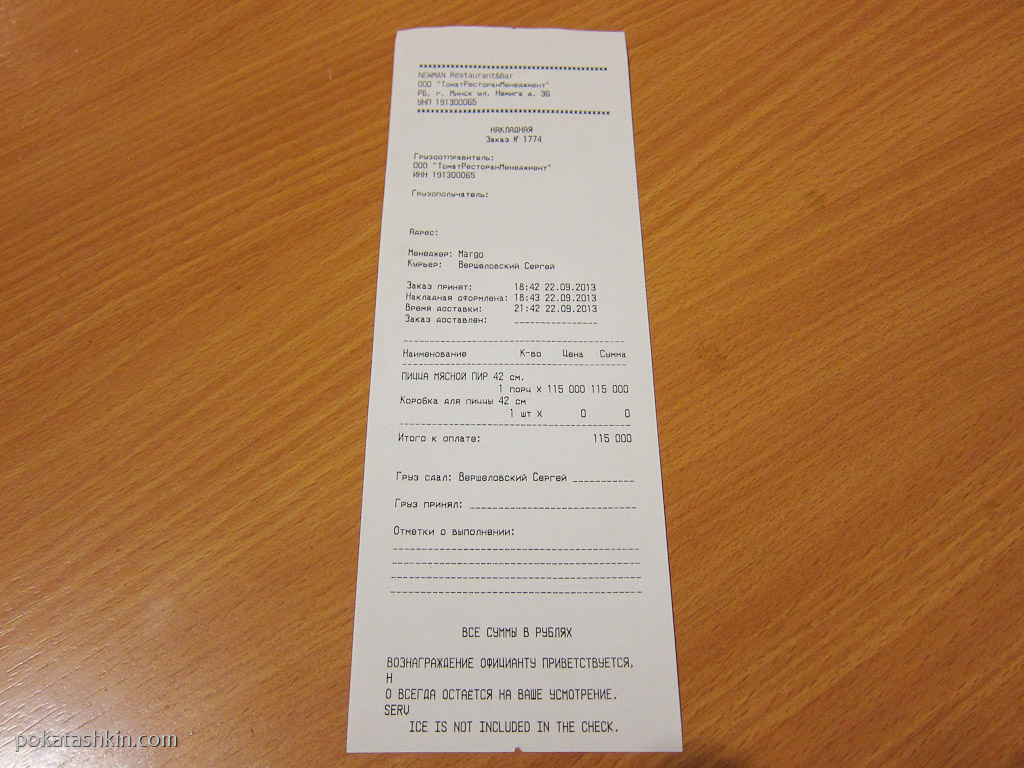 NEWMAN Restaurant&Bar
ООО "ТоматРесторанМенеджмент"
РБ, г. Минск ул. Немига д. 36
УНП 191300065
НАКЛАДНАЯ
Заказ № 1774
Грузоотправитель:
ООО "ТоматРесторанМенеджмент"
ИНН 191300065
Грузополучатель:
Адрес:
Менеджер: Margo
Курьер: Вершеловский Сергей
Заказ принят: 18:42 22.09.2013
Накладная оформлена: 18:43 22.09.2013
Время доставки: 21:42 22.09.2013
Заказ доставлен:
Наименование К-во Цена Сумма
ПИЦЦА МЯСНОЙ ПИР 42 см.
1 порц X 115 000 115 000
Коробка для пиццы 42 см
1 шт X 0 0
Итого к оплате: 115 000
Груз сдал: Вершеловский Сергей
Груз принял:
Отметки о выполнении:
ВСЕ СУММЫ В РУБЛЯХ
ВОЗНАГРАЖДЕНИЕ ОФИЦИАНТУ ПРИВЕТСТВУЕТСЯ,
Н
О ВСЕГДА ОСТАЕТСЯ НА ВАШЕ УСМОТРЕНИЕ.
SERV
ICE IS NOT INCLUDED IN THE CHECK.
pokatashkin.com